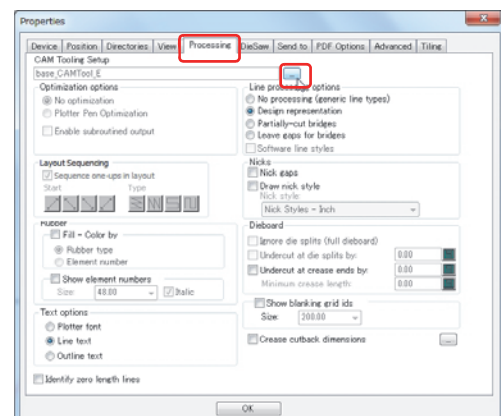 Properties
Device Position Directories View Processing DieSaw Send to PDF Options Advanced Tiling
CAM Tooling Setup
base_CAMTool_E
...
Optimization options
No optimization
Plotter Pen Optimization
Enable subroutined output
Line processing options
No processing (generic line types)
Design representation
Partially-cut bridges
Leave gaps for bridges
Software line styles
Layout Sequencing
Sequence one-ups in layout
Start Type
Nicks
Nick gaps
Draw nick style
Nick style:
Nick Styles - Inch
Rubber
Fill - Color by
Rubber type
Element number
Show element numbers
Size: 48.00 Italic
Dieboard
Ignore die splits (full dieboard)
Undercut at die splits by: 0.00
Undercut at crease ends by: 0.00
Minimum crease length: 0.00
Show blanking grid ids
Size: 200.00
Text options
Plotter font
Line text
Outline text
Crease cutback dimensions ...
Identify zero length lines
OK